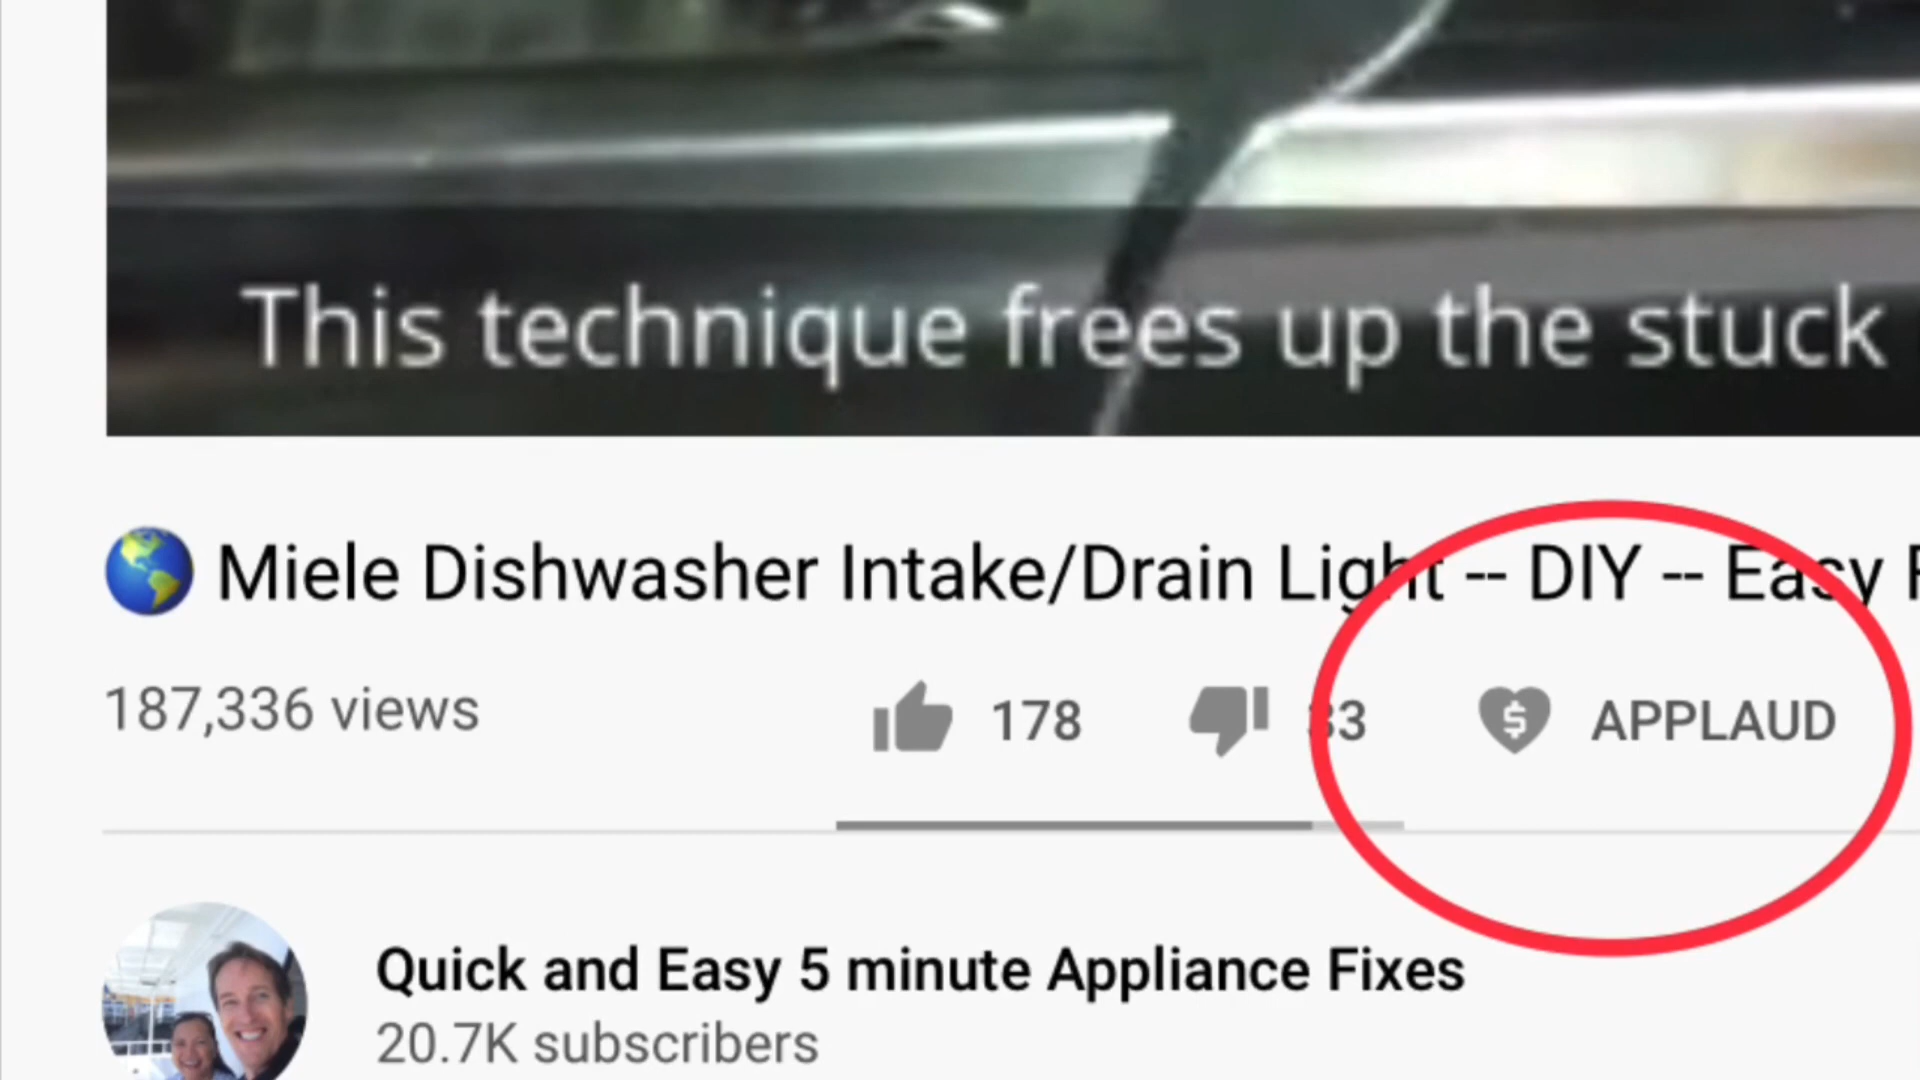 This technique frees up the stuck
Miele Dishwasher Intake/Drain Light -- DIY -- Easy
187,336 views 178 33 APPLAUD
Quick and Easy 5 minute Appliance Fixes
20.7K subscribers